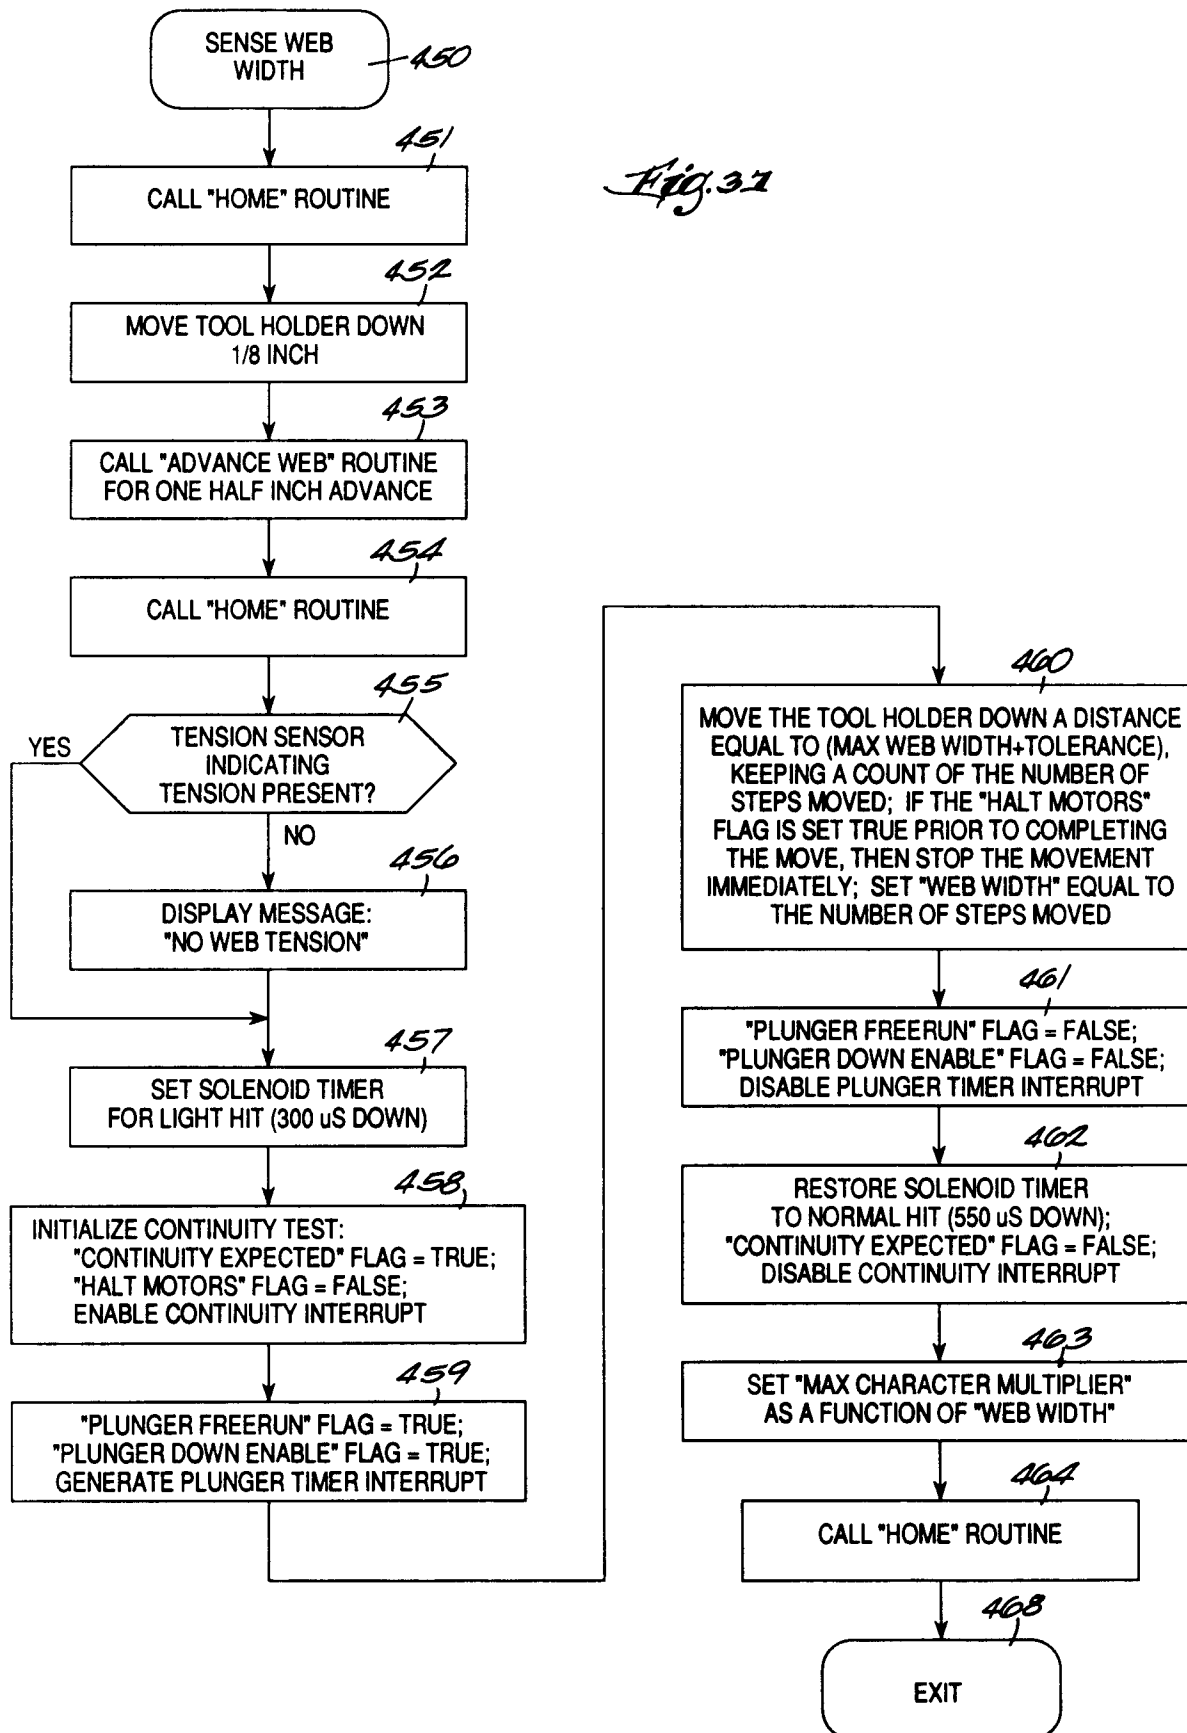 SENSE WEB
WIDTH
450
451
CALL "HOME" ROUTINE
Fig. 37
452
MOVE TOOL HOLDER DOWN
1/8 INCH
453
CALL "ADVANCE WEB" ROUTINE
FOR ONE HALF INCH ADVANCE
454
CALL "HOME" ROUTINE
455
YES
TENSION SENSOR
INDICATING
TENSION PRESENT?
NO
456
DISPLAY MESSAGE:
"NO WEB TENSION"
457
SET SOLENOID TIMER
FOR LIGHT HIT (300 uS DOWN)
458
INITIALIZE CONTINUITY TEST:
"CONTINUITY EXPECTED" FLAG = TRUE;
"HALT MOTORS" FLAG = FALSE;
ENABLE CONTINUITY INTERRUPT
459
"PLUNGER FREERUN" FLAG = TRUE;
"PLUNGER DOWN ENABLE" FLAG = TRUE;
GENERATE PLUNGER TIMER INTERRUPT
460
MOVE THE TOOL HOLDER DOWN A DISTANCE
EQUAL TO (MAX WEB WIDTH+TOLERANCE),
KEEPING A COUNT OF THE NUMBER OF
STEPS MOVED; IF THE "HALT MOTORS"
FLAG IS SET TRUE PRIOR TO COMPLETING
THE MOVE, THEN STOP THE MOVEMENT
IMMEDIATELY; SET "WEB WIDTH" EQUAL TO
THE NUMBER OF STEPS MOVED
461
"PLUNGER FREERUN" FLAG = FALSE;
"PLUNGER DOWN ENABLE" FLAG = FALSE;
DISABLE PLUNGER TIMER INTERRUPT
462
RESTORE SOLENOID TIMER
TO NORMAL HIT (550 uS DOWN);
"CONTINUITY EXPECTED" FLAG = FALSE;
DISABLE CONTINUITY INTERRUPT
463
SET "MAX CHARACTER MULTIPLIER"
AS A FUNCTION OF "WEB WIDTH"
464
CALL "HOME" ROUTINE
468
EXIT